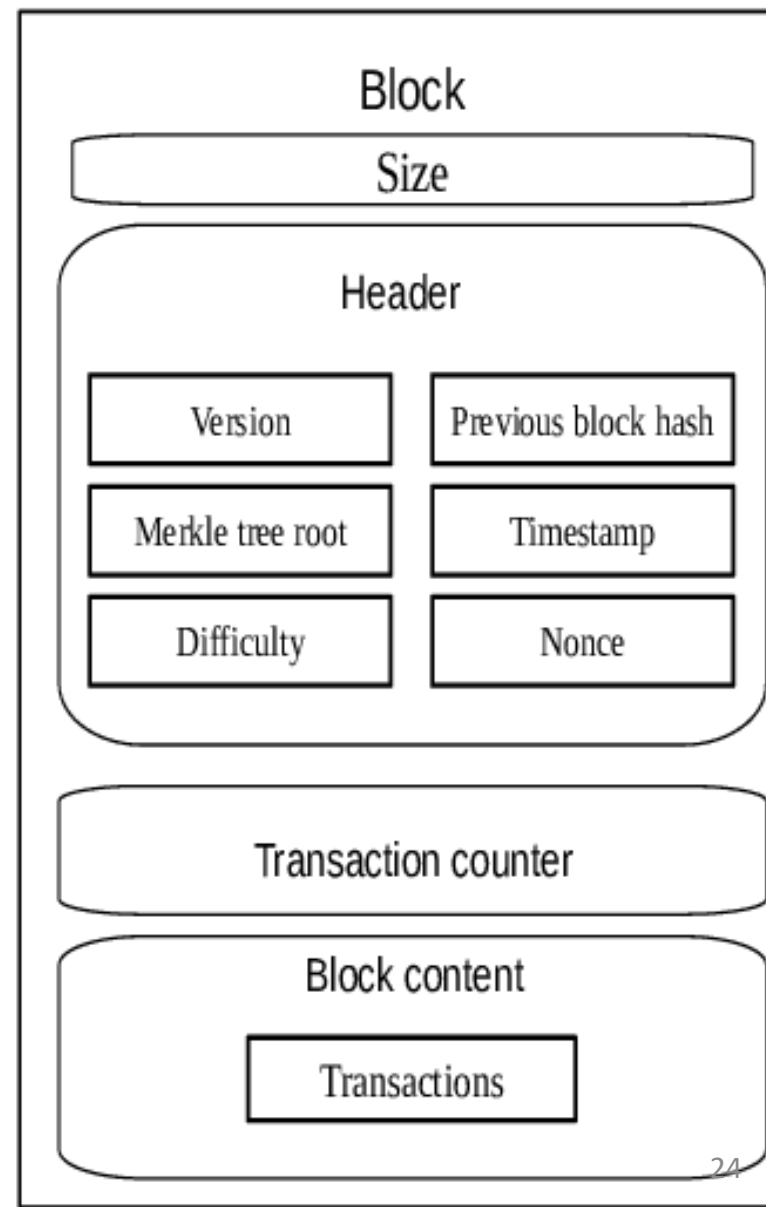 Block
Size
Header
Version
Previous block hash
Merkle tree root
Timestamp
Difficulty
Nonce
Transaction counter
Block content
Transactions
24